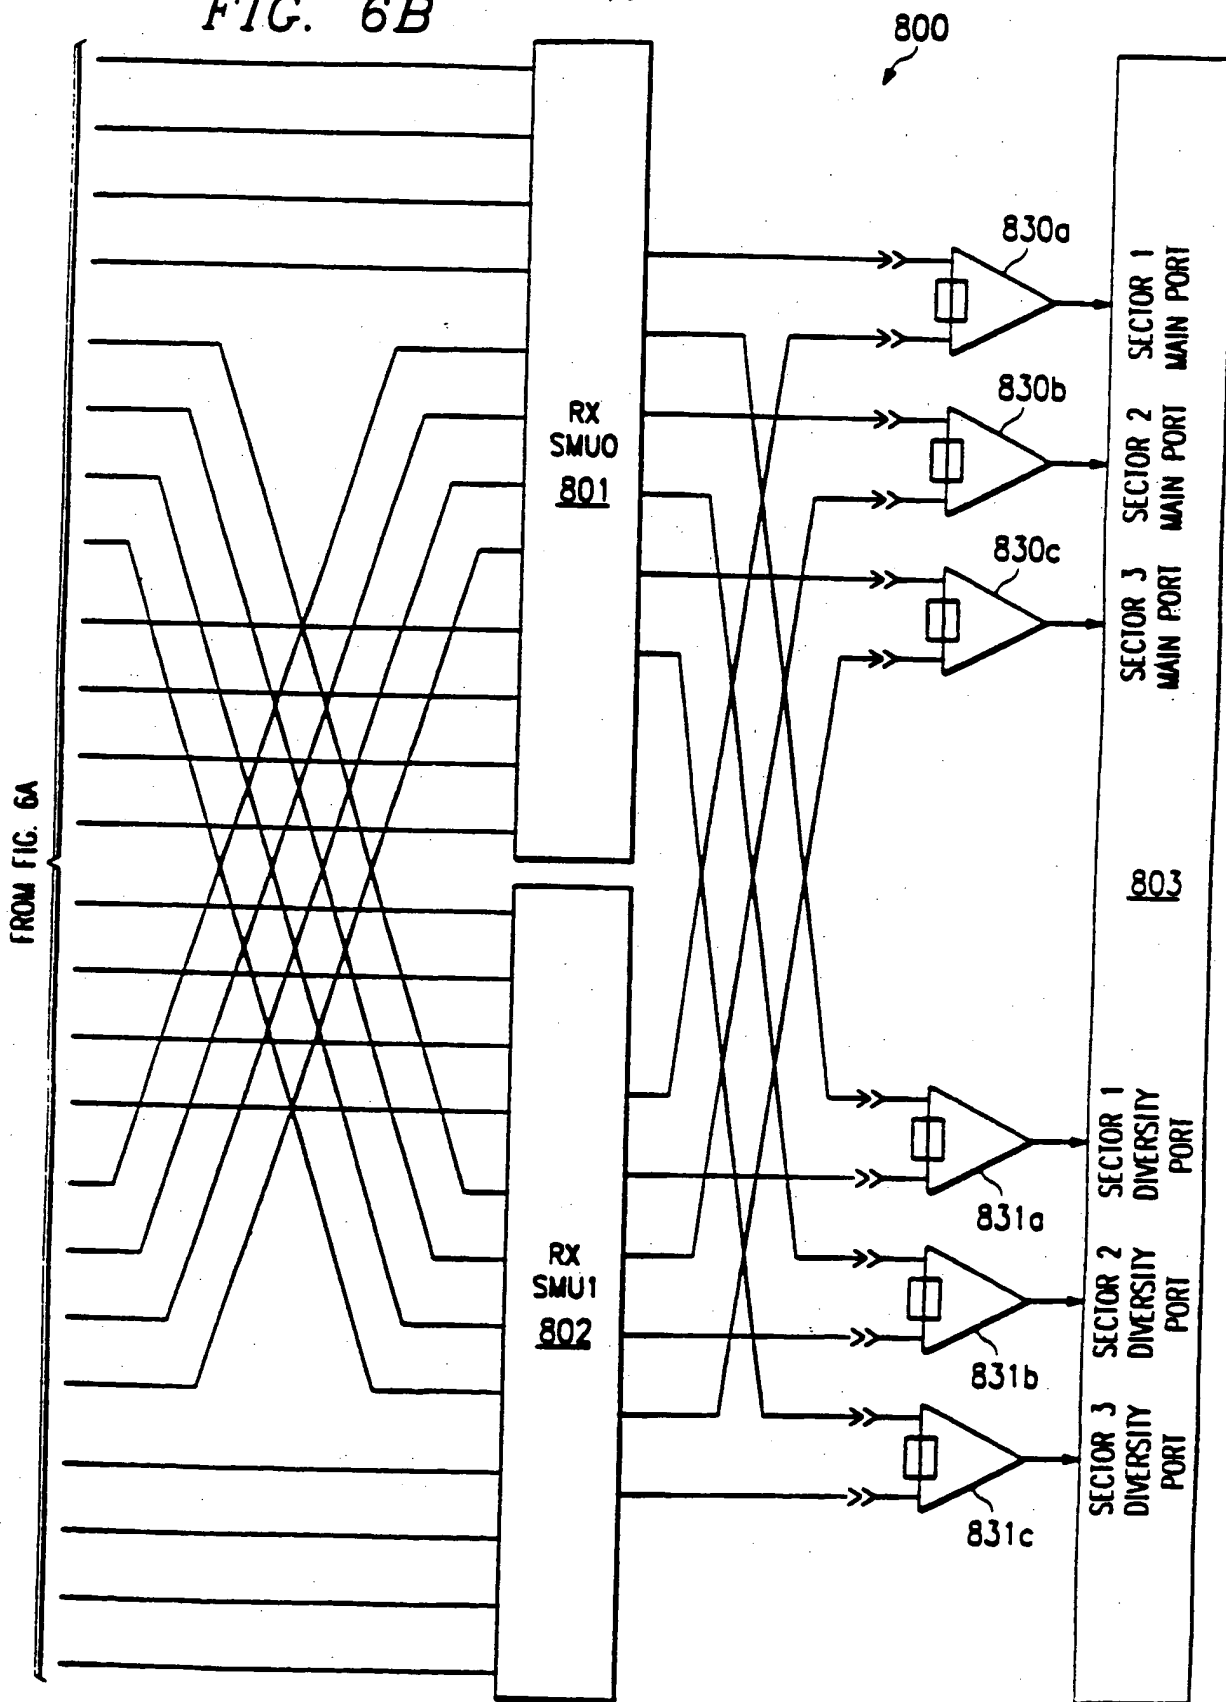 FIG. 6B
800
FROM FIG. 6A
RX
SMU0
801
RX
SMU1
802
830a
830b
830c
831a
831b
831c
SECTOR 1
MAIN PORT
SECTOR 2
MAIN PORT
SECTOR 3
MAIN PORT
803
SECTOR 1
DIVERSITY
PORT
SECTOR 2
DIVERSITY
PORT
SECTOR 3
DIVERSITY
PORT